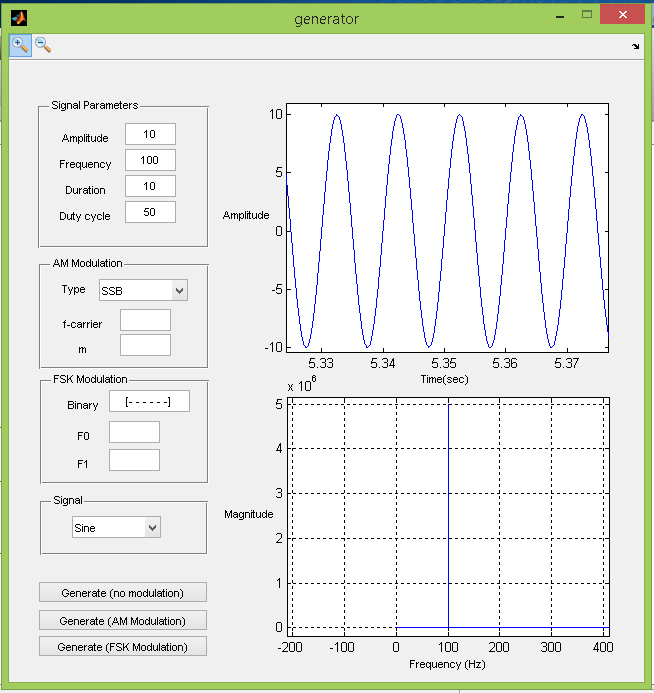 generator
Signal Parameters
Amplitude 10
Frequency 100
Duration 10
Duty cycle 50
AM Modulation
Type SSB
f-carrier
m
FSK Modulation
Binary [- - - - - -]
F0
F1
Signal
Sine
Generate (no modulation)
Generate (AM Modulation)
Generate (FSK Modulation)
10
5
Amplitude
0
-5
-10
5.33 5.34 5.35 5.36 5.37
Time(sec)
x 10^6
5
4
3
Magnitude
2
1
0
-200 -100 0 100 200 300 400
Frequency (Hz)